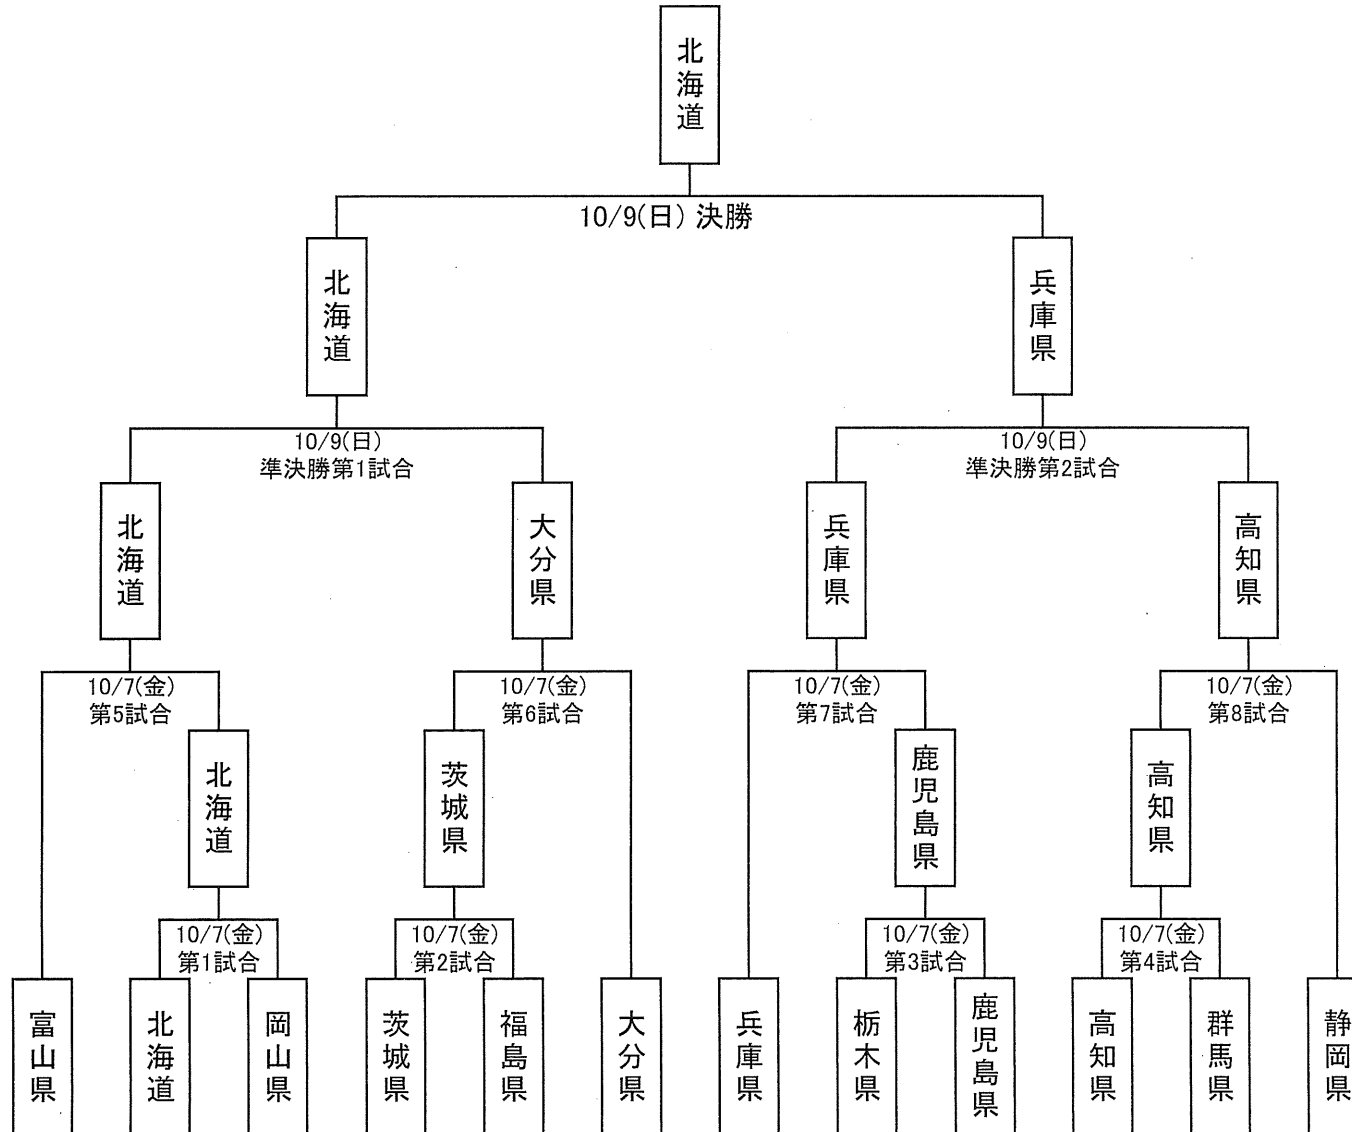 北海道
10/9(日) 決勝
北海道
兵庫県
10/9(日)
準決勝第1試合
10/9(日)
準決勝第2試合
北海道
大分県
兵庫県
高知県
10/7(金)
第5試合
10/7(金)
第6試合
10/7(金)
第7試合
10/7(金)
第8試合
北海道
茨城県
鹿児島県
高知県
10/7(金)
第1試合
10/7(金)
第2試合
10/7(金)
第3試合
10/7(金)
第4試合
富山県
北海道
岡山県
茨城県
福島県
大分県
兵庫県
栃木県
鹿児島県
高知県
群馬県
静岡県